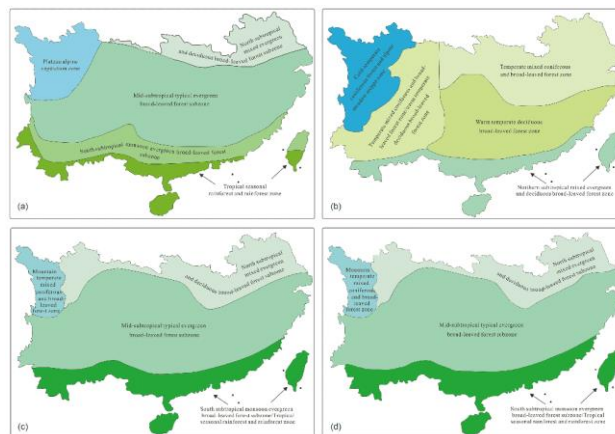 Plateau alpine
vegetation zone
North subtropical
mixed evergreen
and deciduous broad-leaved forest subzone
Mid-subtropical typical evergreen
broad-leaved forest subzone
South subtropical monsoon evergreen broad-leaved forest
subzone
Tropical seasonal
rainforest and rain forest zone
(a)
Temperate mixed coniferous
and broad-leaved forest zone
Warm temperate deciduous
broad-leaved forest zone
Northern subtropical mixed evergreen
and deciduous broad-leaved forest zone
(b)
Mountain
temperate
mixed
coniferous
and broad-
leaved
forest zone
North subtropical
mixed evergreen
and deciduous broad-leaved forest subzone
Mid-subtropical typical evergreen
broad-leaved forest subzone
South subtropical monsoon evergreen
broad-leaved forest subzone/Tropical
seasonal rainforest and rainforest zone
(c)
Mountain
temperate
mixed
coniferous
and broad-
leaved
forest zone
North subtropical
mixed evergreen
and deciduous broad-leaved forest subzone
Mid-subtropical typical evergreen
broad-leaved forest subzone
South subtropical monsoon evergreen
broad-leaved forest subzone/Tropical
seasonal rainforest and rainforest zone
(d)